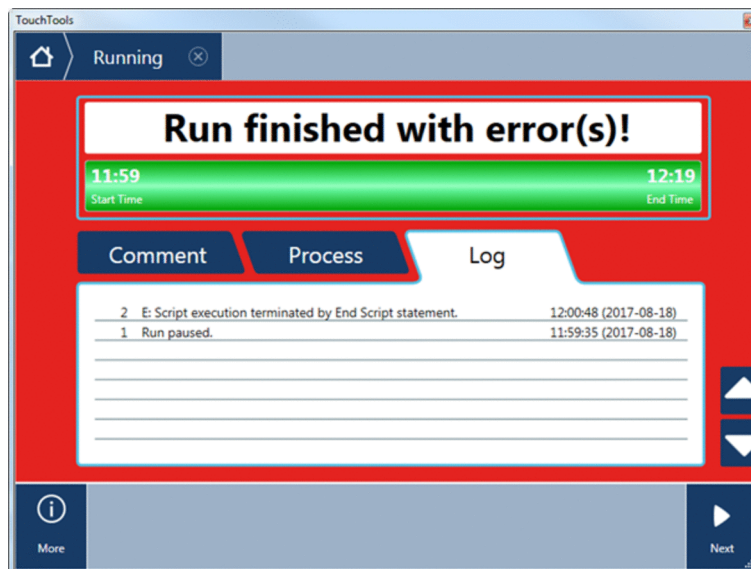 TouchTools
Running
Run finished with error(s)!
11:59 12:19
Start Time End Time
Comment Process Log
2 E: Script execution terminated by End Script statement. 12:00:48 (2017-08-18)
1 Run paused. 11:59:35 (2017-08-18)
More Next